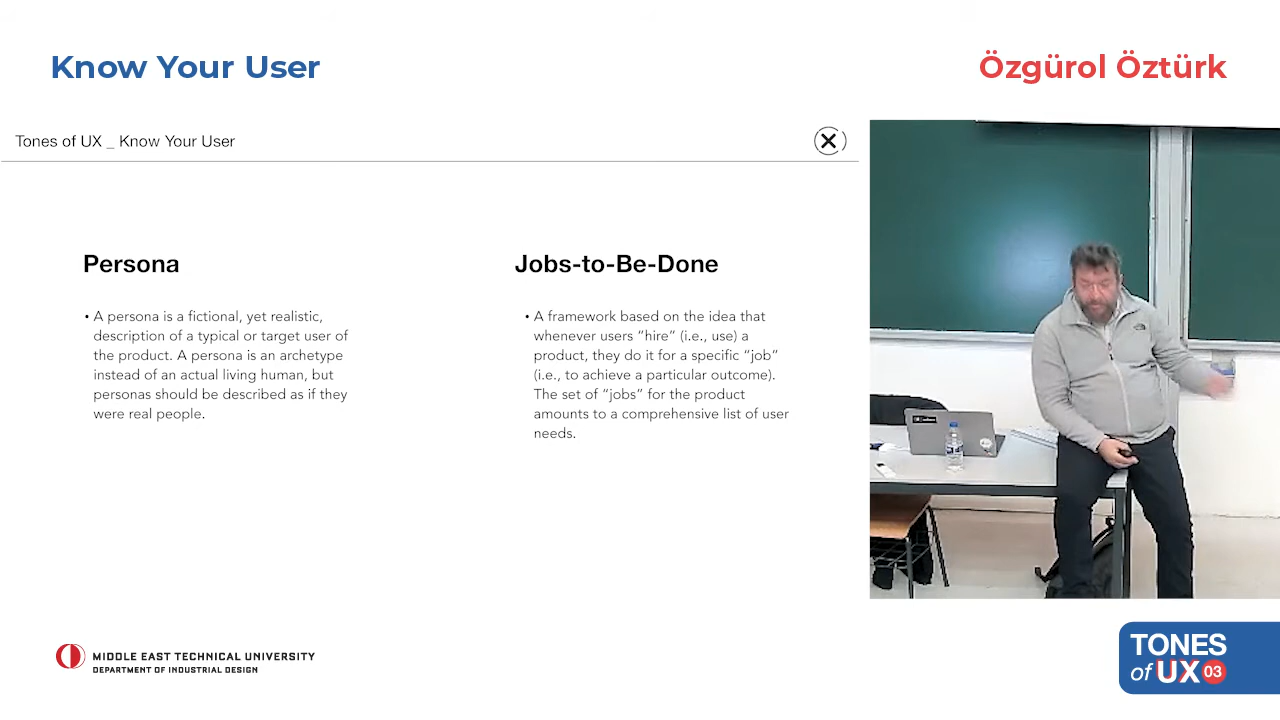 Know Your User
Özgürol Öztürk
Tones of UX _ Know Your User
Persona
• A persona is a fictional, yet realistic,
description of a typical or target user of
the product. A persona is an archetype
instead of an actual living human, but
personas should be described as if they
were real people.
Jobs-to-Be-Done
• A framework based on the idea that
whenever users “hire” (i.e., use) a
product, they do it for a specific “job”
(i.e., to achieve a particular outcome).
The set of “jobs” for the product
amounts to a comprehensive list of user
needs.
MIDDLE EAST TECHNICAL UNIVERSITY
DEPARTMENT OF INDUSTRIAL DESIGN
TONES
of UX 03